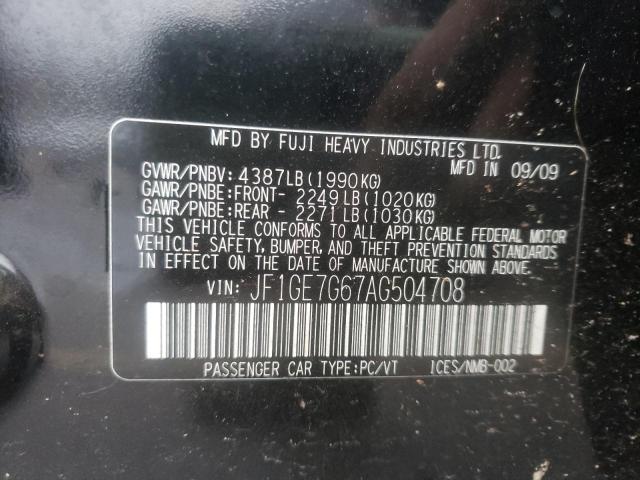 MFD BY FUJI HEAVY INDUSTRIES LTD.
MFD IN 09/09
GVWR/PNBV: 4387LB(1990KG)
GAWR/PNBE:FRONT- 2249LB(1020KG)
GAWR/PNBE:REAR - 2271LB(1030KG)
THIS VEHICLE CONFORMS TO ALL APPLICABLE FEDERAL MOTOR
VEHICLE SAFETY, BUMPER, AND THEFT PREVENTION STANDARDS
IN EFFECT ON THE DATE OF MANUFACTURE SHOWN ABOVE.
VIN: JF1GE7G67AG504708
PASSENGER CAR TYPE:PC/VT ICES/NMB-002